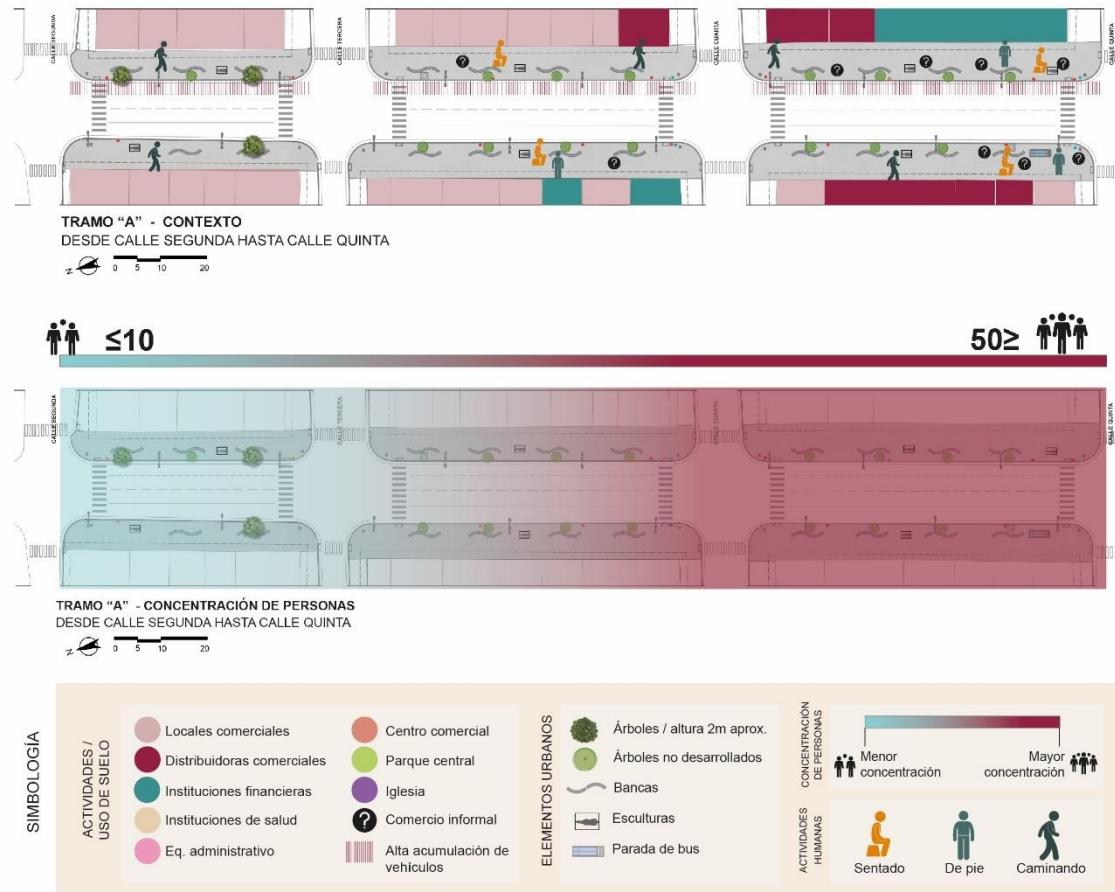 CALLE SEGUNDA
CALLE TERCERA
CALLE CUARTA
CALLE QUINTA
?
?
?
?
?
?
?
?
?
TRAMO “A” - CONTEXTO
DESDE CALLE SEGUNDA HASTA CALLE QUINTA
z 0 5 10 20
≤10
50≥
CALLE SEGUNDA
CALLE TERCERA
CALLE CUARTA
CALLE QUINTA
TRAMO “A” - CONCENTRACIÓN DE PERSONAS
DESDE CALLE SEGUNDA HASTA CALLE QUINTA
z 0 5 10 20
SIMBOLOGÍA
ACTIVIDADES /
USO DE SUELO
Locales comerciales
Distribuidoras comerciales
Instituciones financieras
Instituciones de salud
Eq. administrativo
Centro comercial
Parque central
Iglesia
? Comercio informal
Alta acumulación de
vehículos
ELEMENTOS URBANOS
Árboles / altura 2m aprox.
Árboles no desarrollados
Bancas
Esculturas
Parada de bus
CONCENTRACIÓN
DE PERSONAS
Menor
concentración
Mayor
concentración
ACTIVIDADES
HUMANAS
Sentado
De pie
Caminando